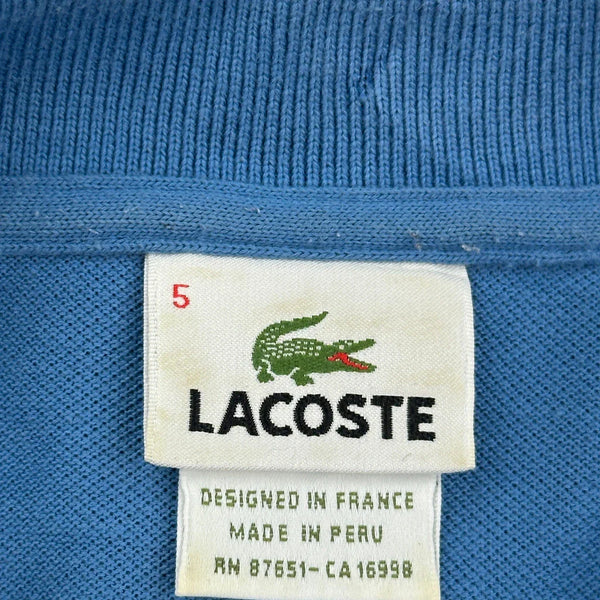 5
LACOSTE
DESIGNED IN FRANCE
MADE IN PERU
RN 87651-CA 16998